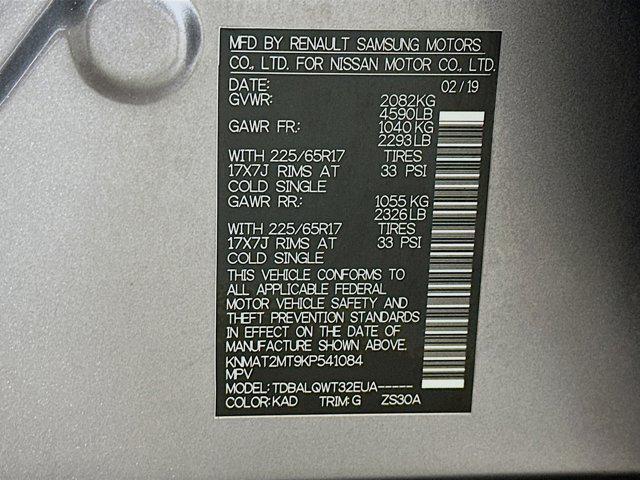 MFD BY RENAULT SAMSUNG MOTORS
CO., LTD. FOR NISSAN MOTOR CO., LTD.
DATE: 02/19
GVWR: 2082KG
4590LB
GAWR FR: 1040KG
2293LB
WITH 225/65R17 TIRES
17X7J RIMS AT 33 PSI
COLD SINGLE
GAWR RR: 1055KG
2326LB
WITH 225/65R17 TIRES
17X7J RIMS AT 33 PSI
COLD SINGLE
THIS VEHICLE CONFORMS TO
ALL APPLICABLE FEDERAL
MOTOR VEHICLE SAFETY AND
THEFT PREVENTION STANDARDS
IN EFFECT ON THE DATE OF
MANUFACTURE SHOWN ABOVE.
KNMAT2MT9KP541084
MPV
MODEL: TDBALQWT32EUA-----
COLOR: KAD TRIM: G ZS30A